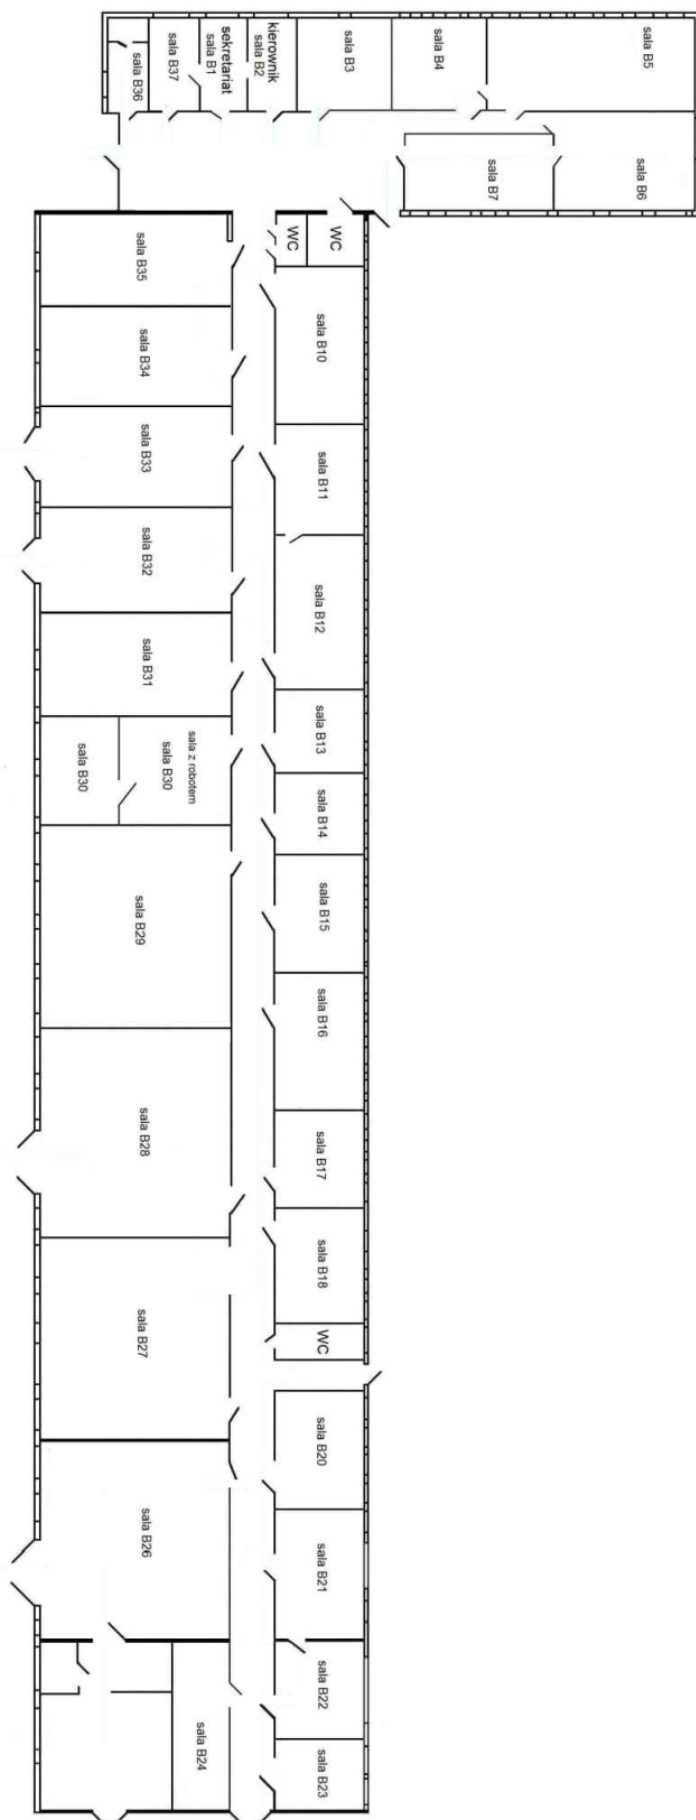 sala B36
sala B37
sekretariat
sala B1
kierownik
sala B2
sala B3
sala B4
sala B5
sala B6
sala B7
WC
WC
sala B35
sala B10
sala B34
sala B33
sala B11
sala B32
sala B12
sala B31
sala B13
sala z robotem
sala B30
sala B30
sala B14
sala B29
sala B15
sala B16
sala B28
sala B17
sala B18
sala B27
WC
sala B20
sala B26
sala B21
sala B22
sala B24
sala B23